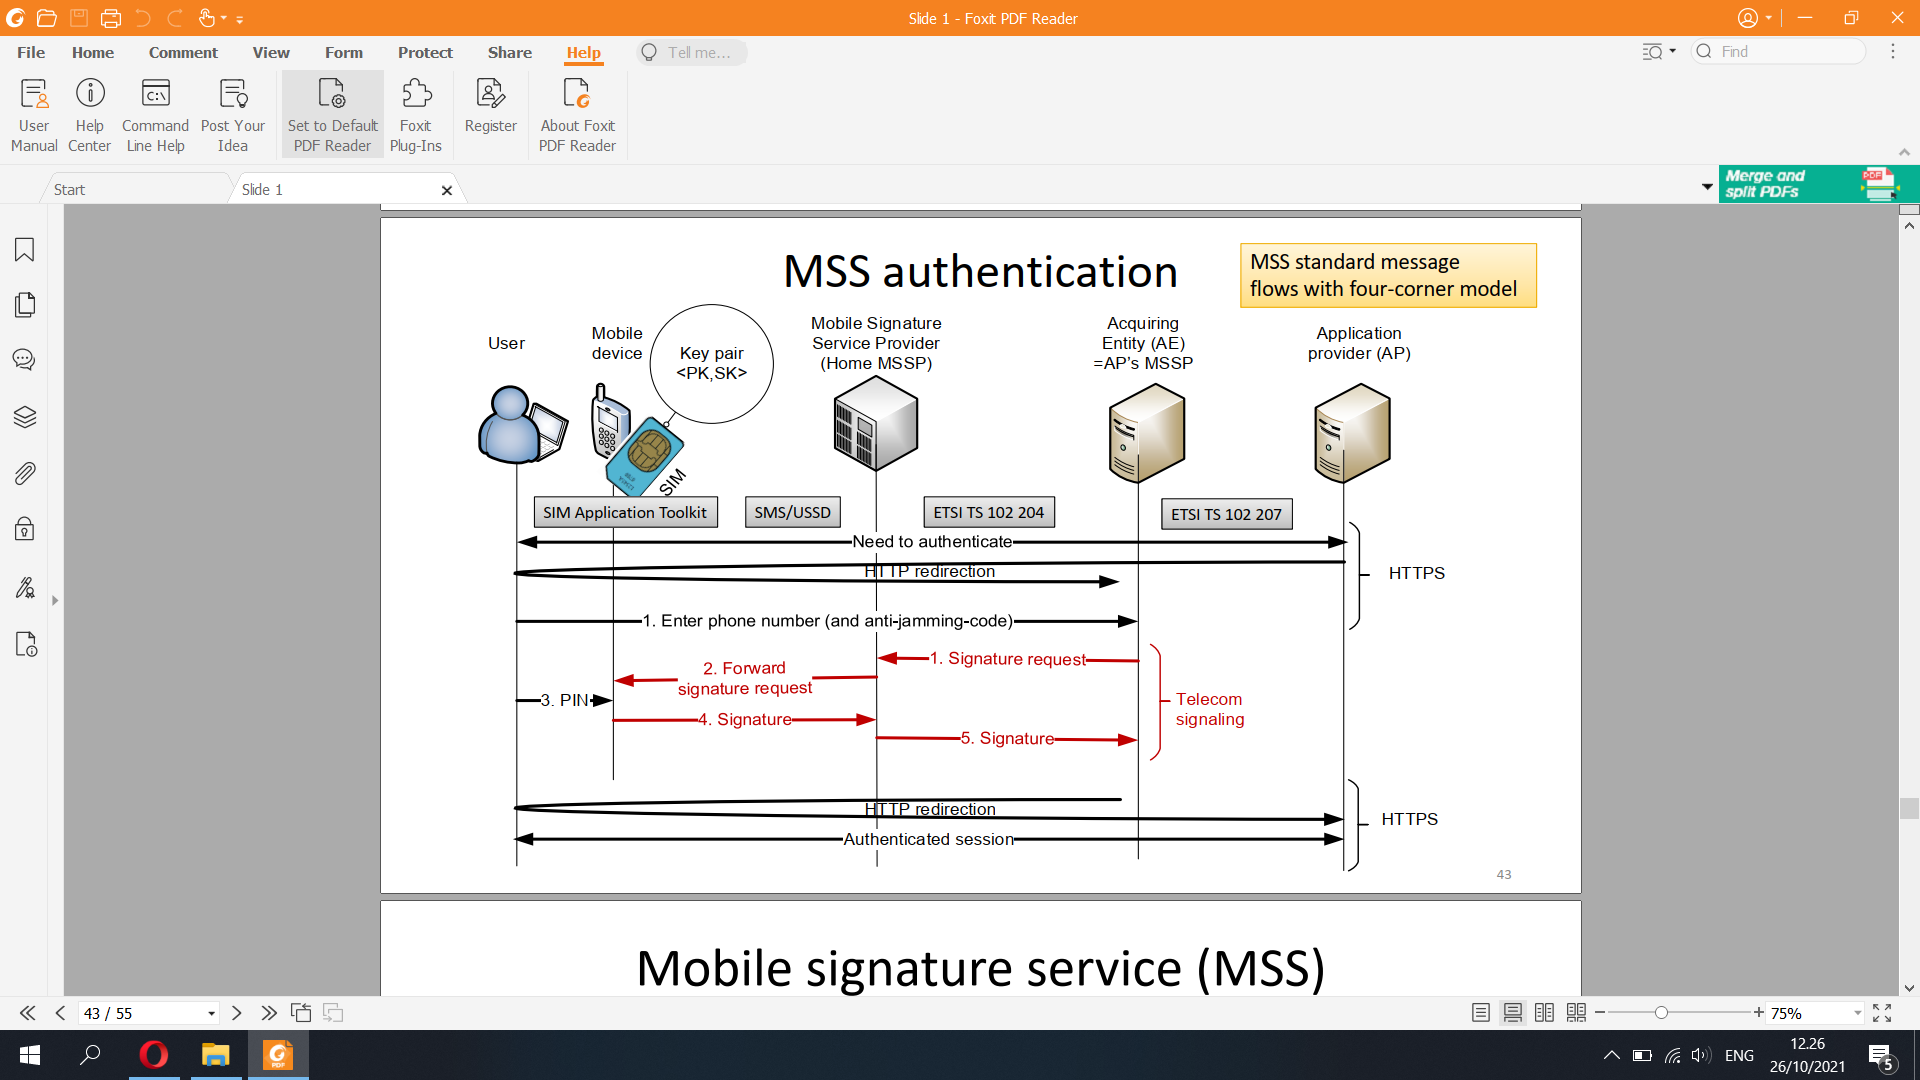 Slide 1 - Foxit PDF Reader
File
Home
Comment
View
Form
Protect
Share
Help
Tell me...
Find
User
Manual
Help
Center
Command
Line Help
Post Your
Idea
Set to Default
PDF Reader
Foxit
Plug-Ins
Register
About Foxit
PDF Reader
Start
Slide 1
Merge and
split PDFs
PDF
MSS authentication
MSS standard message
flows with four-corner model
User
Mobile
device
Key pair
<PK,SK>
Mobile Signature
Service Provider
(Home MSSP)
Acquiring
Entity (AE)
=AP's MSSP
Application
provider (AP)
SIM
SIM Application Toolkit
SMS/USSD
ETSI TS 102 204
ETSI TS 102 207
Need to authenticate
HTTP redirection
HTTPS
1. Enter phone number (and anti-jamming-code)
1. Signature request
2. Forward
signature request
3. PIN
Telecom
signaling
4. Signature
5. Signature
HTTP redirection
HTTPS
Authenticated session
43
Mobile signature service (MSS)
43 / 55
75%
PDF
ENG
12.26
26/10/2021
5